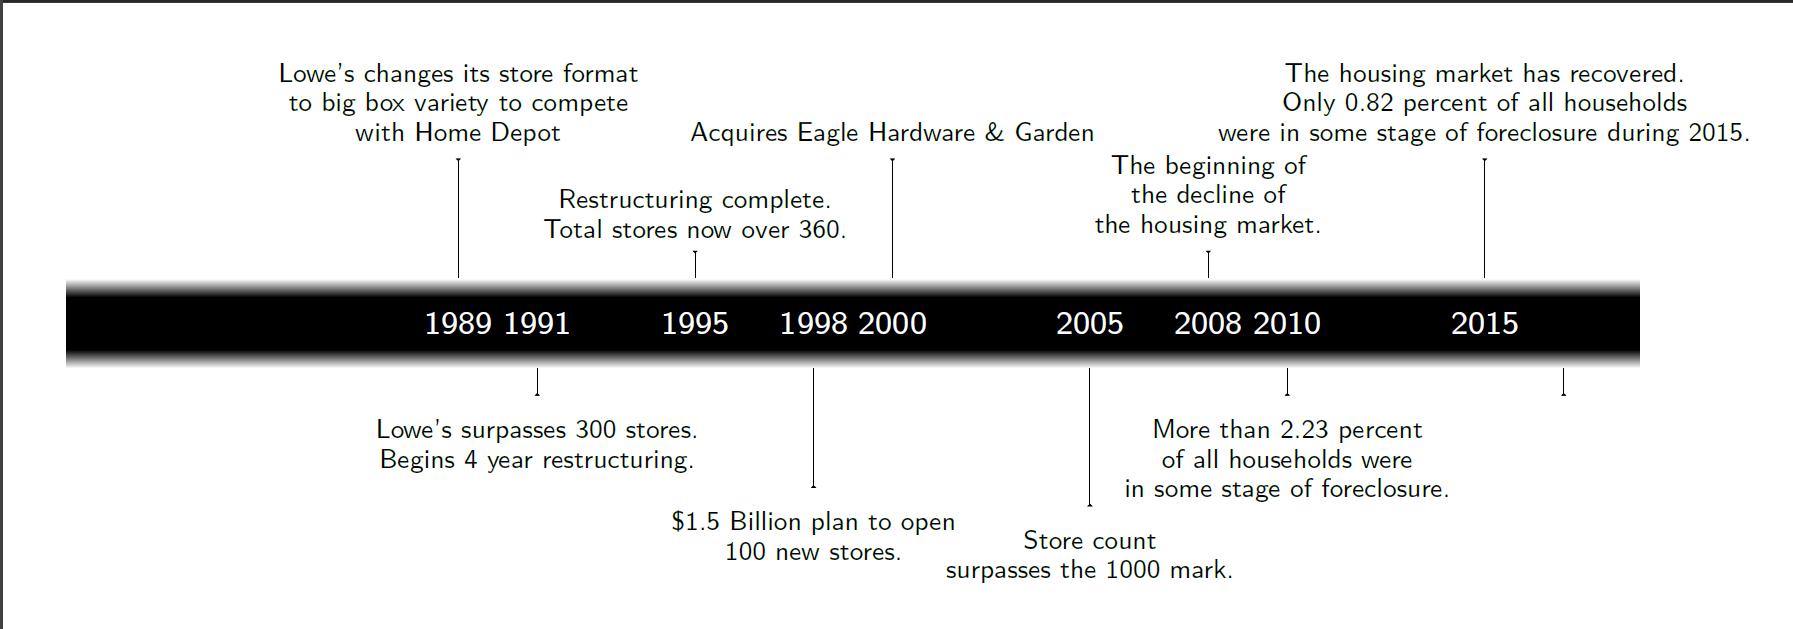 Lowe's changes its store format
to big box variety to compete
with Home Depot
Acquires Eagle Hardware & Garden
The housing market has recovered.
Only 0.82 percent of all households
were in some stage of foreclosure during 2015.
Restructuring complete.
Total stores now over 360.
The beginning of
the decline of
the housing market.
1989 1991 1995 1998 2000 2005 2008 2010 2015
Lowe's surpasses 300 stores.
Begins 4 year restructuring.
$1.5 Billion plan to open
100 new stores.
Store count
surpasses the 1000 mark.
More than 2.23 percent
of all households were
in some stage of foreclosure.